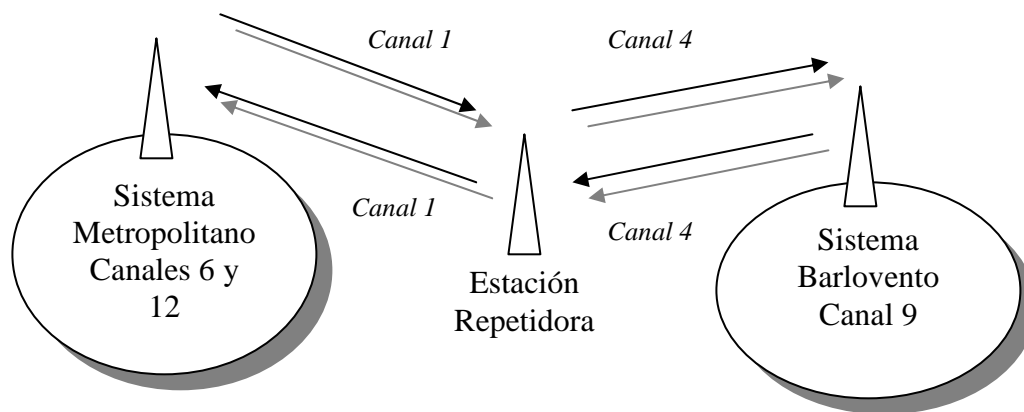 Canal 1
Canal 4
Sistema
Metropolitano
Canales 6 y
12
Canal 1
Estación
Repetidora
Canal 4
Sistema
Barlovento
Canal 9